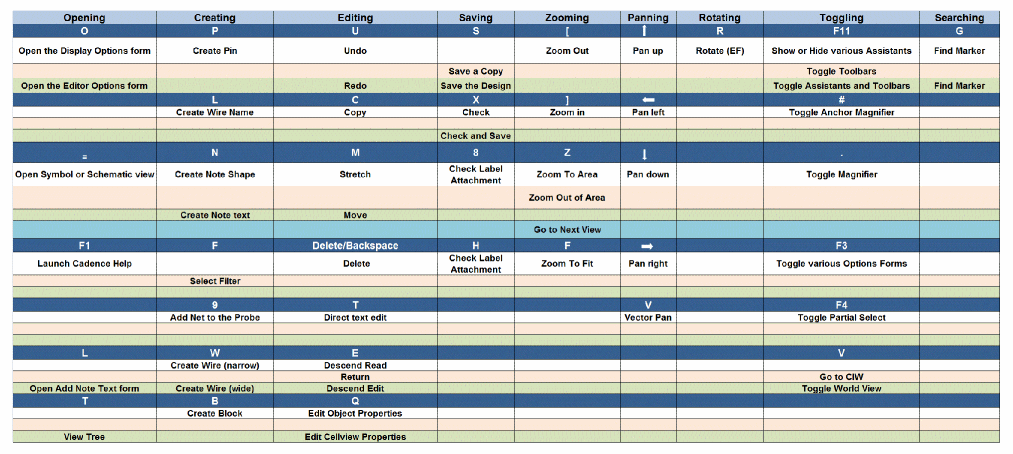 Opening Creating Editing Saving Zooming Panning Rotating Toggling Searching
O P U S [ ↑ R F11 G
Open the Display Options form Create Pin Undo Zoom Out Pan up Rotate (EF) Show or Hide various Assistants Find Marker
Save a Copy Toggle Toolbars
Open the Editor Options form Redo Save the Design Toggle Assistants and Toolbars Find Marker
L C X ] ← #
Create Wire Name Copy Check Zoom in Pan left Toggle Anchor Magnifier
Check and Save
= N M 8 Z ↓ .
Open Symbol or Schematic view Create Note Shape Stretch Check Label Attachment Zoom To Area Pan down Toggle Magnifier
Zoom Out of Area
Create Note text Move
Go to Next View
F1 F Delete/Backspace H F → F3
Launch Cadence Help Delete Check Label Attachment Zoom To Fit Pan right Toggle various Options Forms
Select Filter
9 T V F4
Add Net to the Probe Direct text edit Vector Pan Toggle Partial Select
L W E V
Create Wire (narrow) Descend Read
Return Go to CIW
Open Add Note Text form Create Wire (wide) Descend Edit Toggle World View
T B Q
Create Block Edit Object Properties
View Tree Edit Cellview Properties